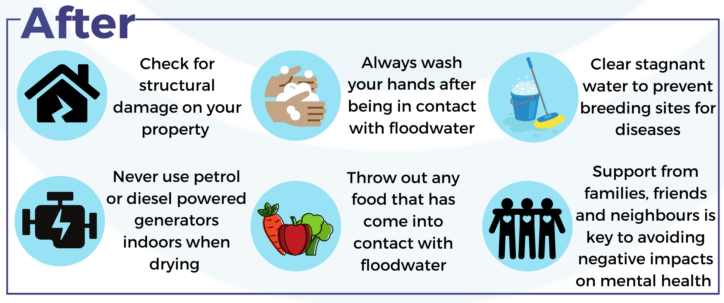 After
Check for
structural
damage on your
property
Always wash
your hands after
being in contact
with floodwater
Clear stagnant
water to prevent
breeding sites for
diseases
Never use petrol
or diesel powered
generators
indoors when
drying
Throw out any
food that has
come into
contact with
floodwater
Support from
families, friends
and neighbours is
key to avoiding
negative impacts
on mental health